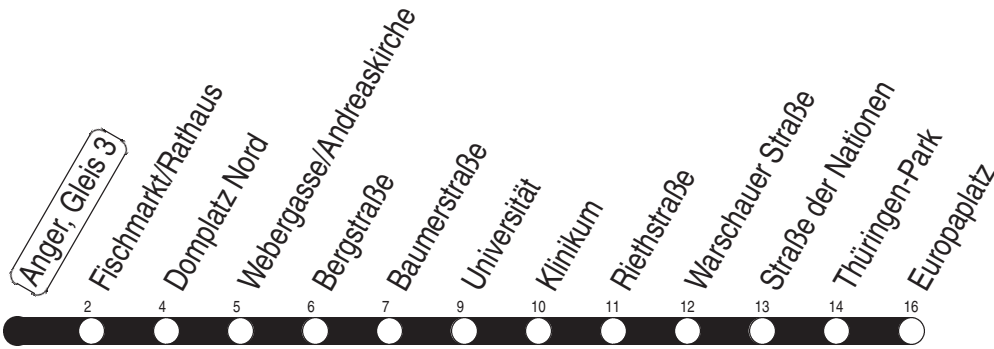 Anger, Gleis 3
Fischmarkt/Rathaus
Domplatz Nord
Webergasse/Andreaskirche
Bergstraße
Baumerstraße
Universität
Klinikum
Riethstraße
Warschauer Straße
Straße der Nationen
Thüringen-Park
Europaplatz
2 4 5 6 7 9 10 11 12 13 14 16